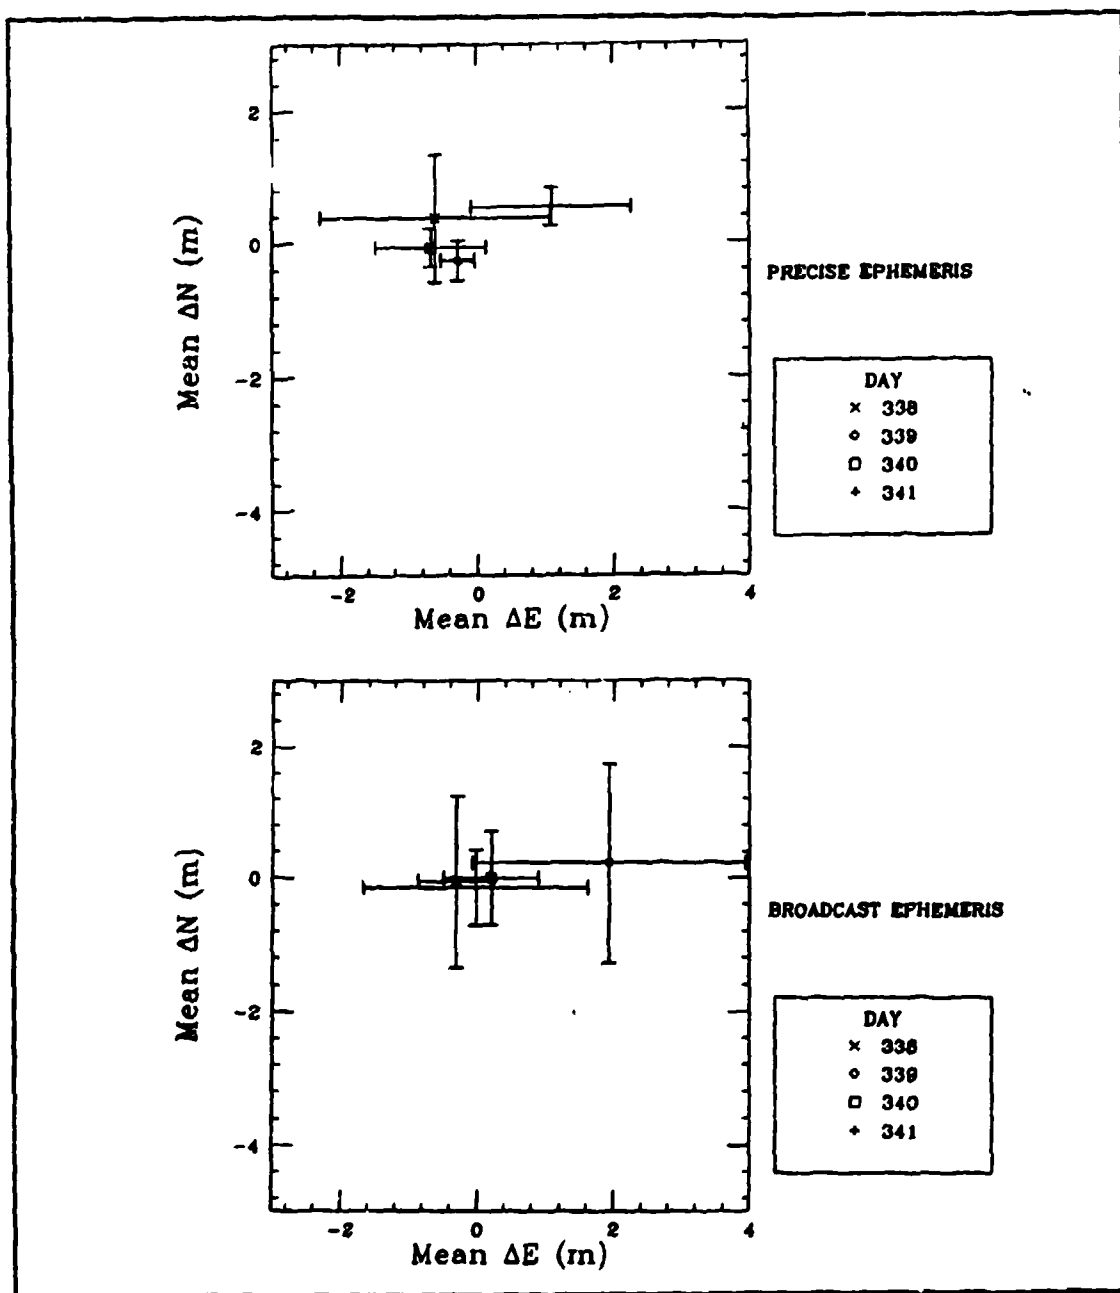 2
0
-2
-4
Mean ΔN (m)
-2 0 2 4
Mean ΔE (m)
PRECISE EPHEMERIS
DAY
× 338
◇ 339
□ 340
+ 341
2
0
-2
-4
Mean ΔN (m)
-2 0 2 4
Mean ΔE (m)
BROADCAST EPHEMERIS
DAY
× 338
◇ 339
□ 340
+ 341